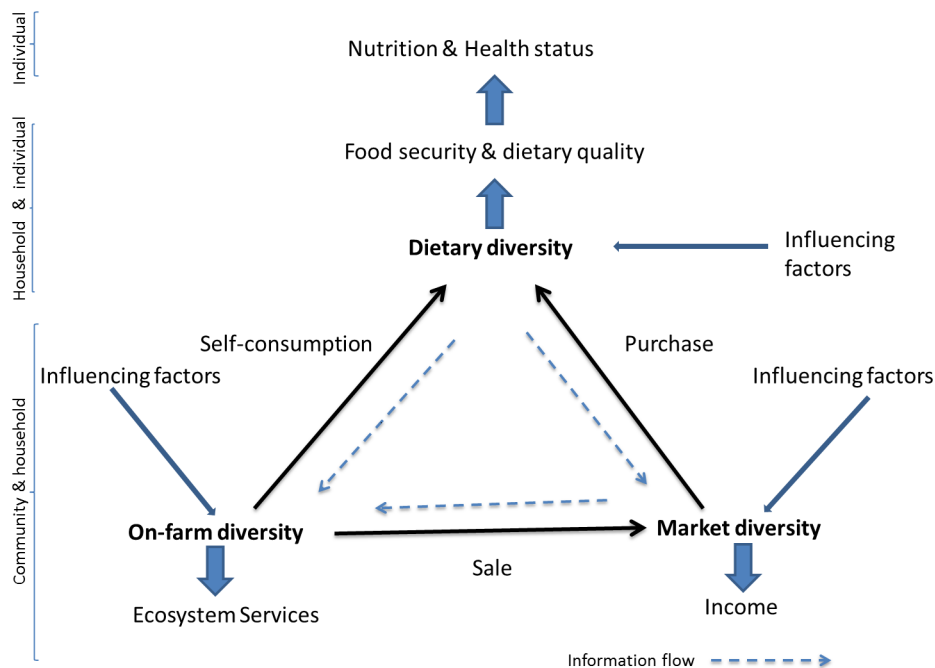 Individual
Nutrition & Health status
Household & individual
Food security & dietary quality
Dietary diversity
Influencing
factors
Community & household
Self-consumption
Purchase
Influencing factors
Influencing factors
On-farm diversity
Market diversity
Sale
Ecosystem Services
Income
Information flow